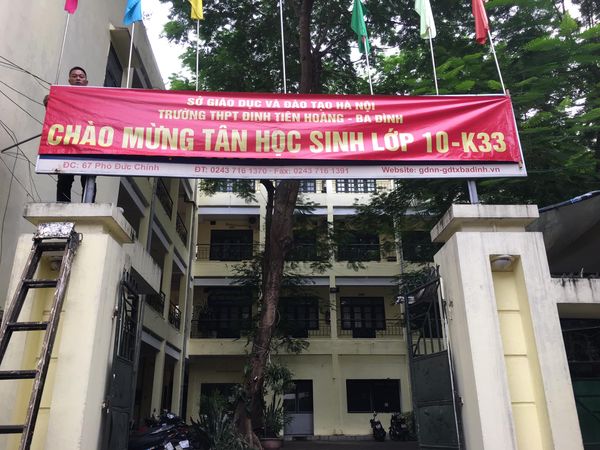 SỞ GIÁO DỤC VÀ ĐÀO TẠO HÀ NỘI
TRƯỜNG THPT ĐINH TIÊN HOÀNG - BA ĐÌNH
CHÀO MỪNG TÂN HỌC SINH LỚP 10-K33
ĐC: 67 Phó Đức Chính ĐT: 0243 716 1370 - Fax: 0243 716 1391 Website: gdnn-gdtxbadinh.vn